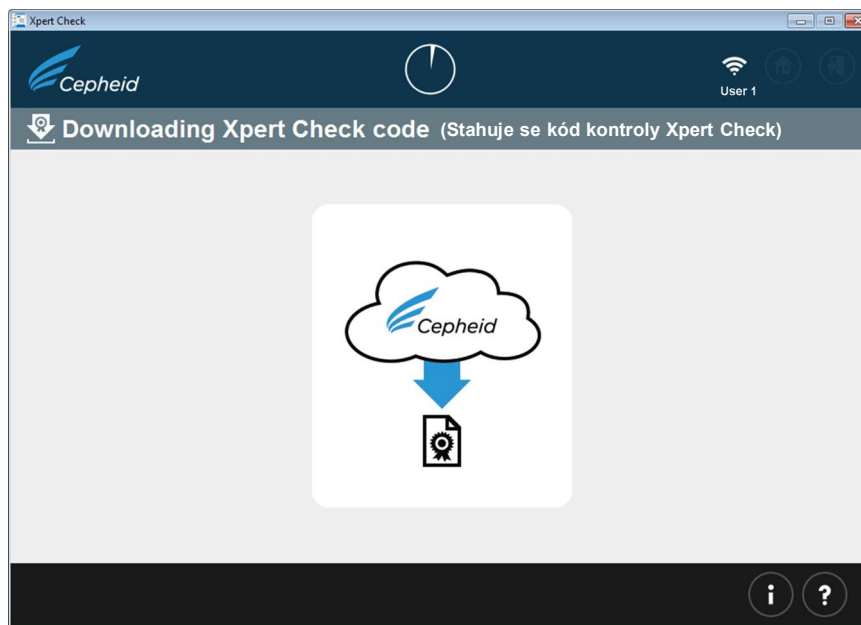 Xpert Check
Cepheid
User 1
Downloading Xpert Check code (Stahuje se kód kontroly Xpert Check)
Cepheid
i ?